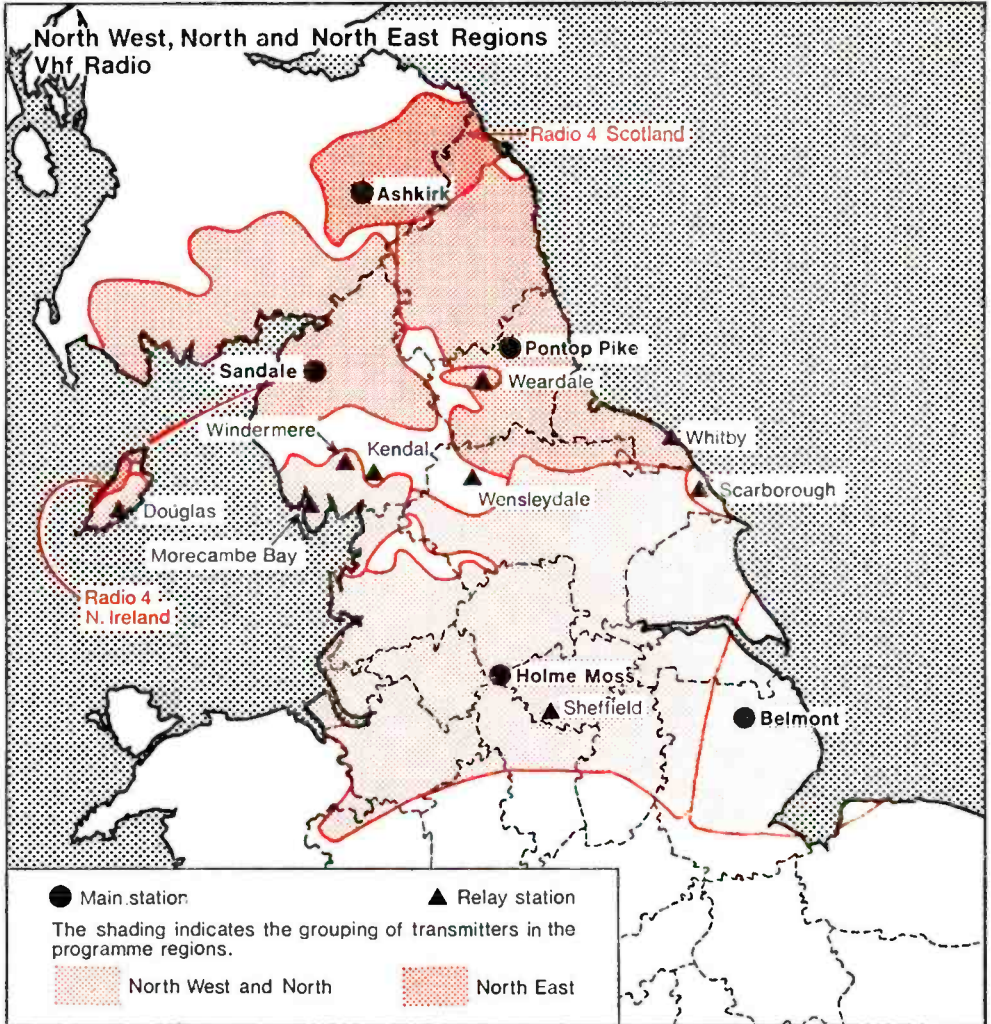 North West, North and North East Regions
Vhf Radio
Radio 4 Scotland
Ashkirk
Pontop Pike
Sandale
Weardale
Windermere
Kendal
Whitby
Wensleydale
Scarborough
Douglas
Morecambe Bay
Radio 4
N. Ireland
Holme Moss
Sheffield
Belmont
Main station
Relay station
The shading indicates the grouping of transmitters in the
programme regions.
North West and North
North East